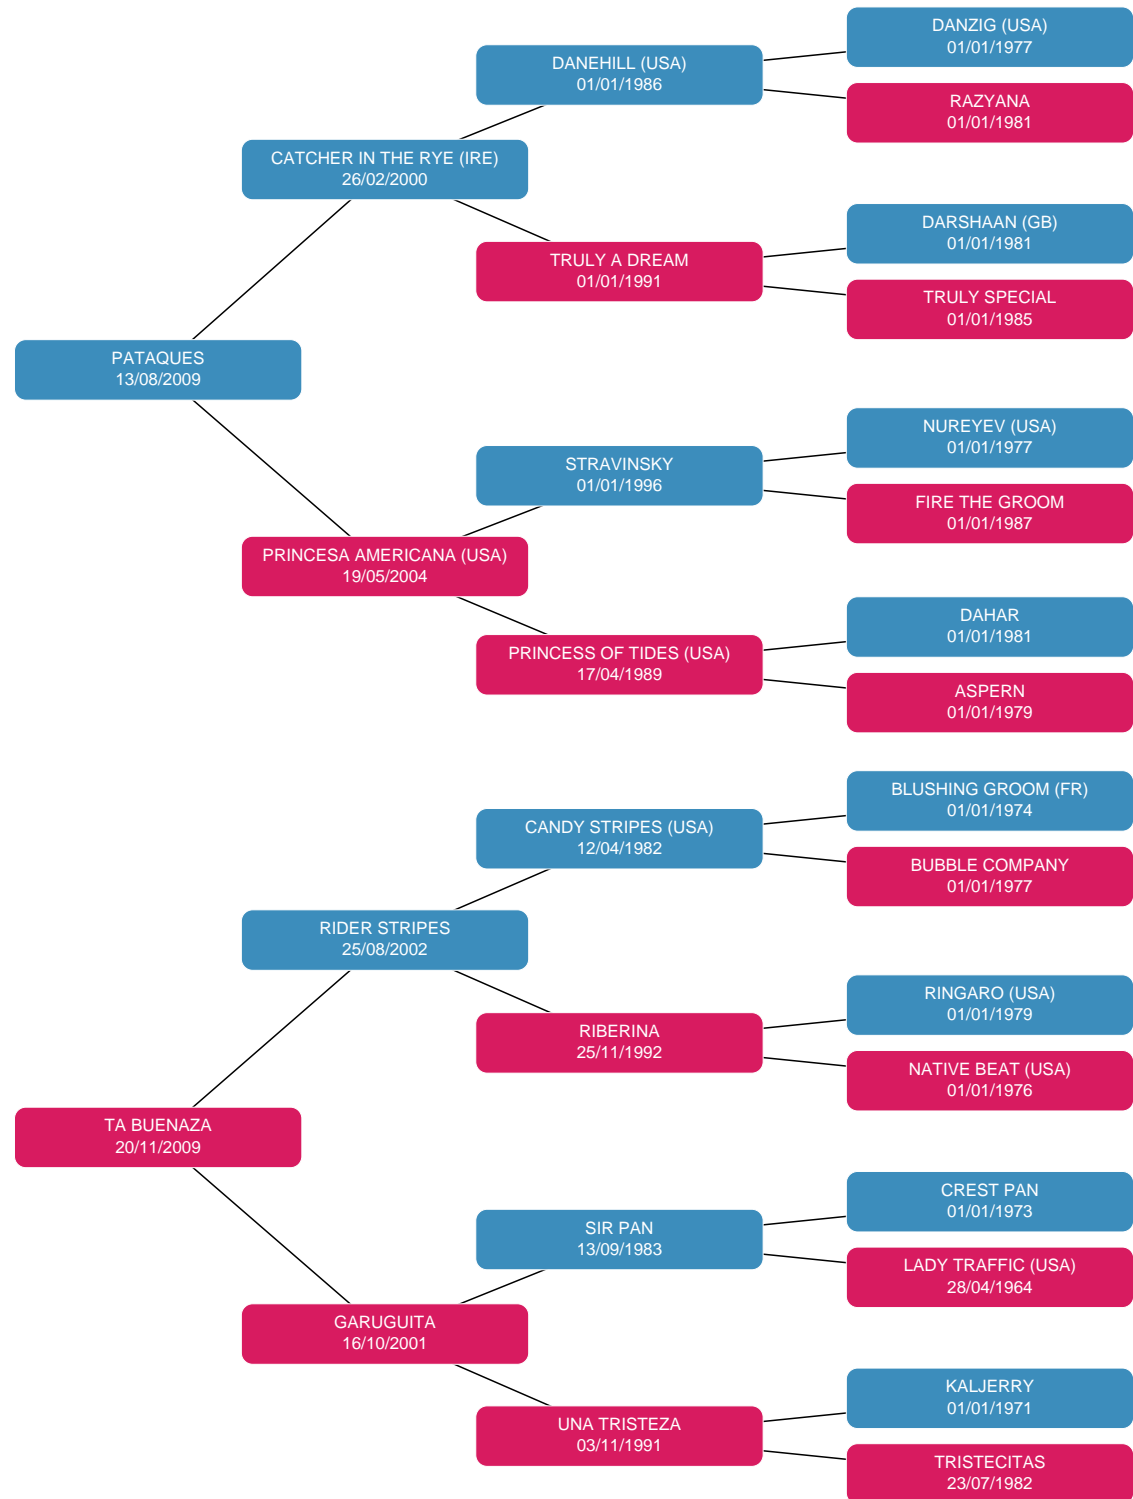 DANZIG (USA)
01/01/1977
DANEHILL (USA)
01/01/1986
RAZYANA
01/01/1981
CATCHER IN THE RYE (IRE)
26/02/2000
DARSHAAN (GB)
01/01/1981
TRULY A DREAM
01/01/1991
TRULY SPECIAL
01/01/1985
PATAQUES
13/08/2009
NUREYEV (USA)
01/01/1977
STRAVINSKY
01/01/1996
FIRE THE GROOM
01/01/1987
PRINCESA AMERICANA (USA)
19/05/2004
DAHAR
01/01/1981
PRINCESS OF TIDES (USA)
17/04/1989
ASPERN
01/01/1979
BLUSHING GROOM (FR)
01/01/1974
CANDY STRIPES (USA)
12/04/1982
BUBBLE COMPANY
01/01/1977
RIDER STRIPES
25/08/2002
RINGARO (USA)
01/01/1979
RIBERINA
25/11/1992
NATIVE BEAT (USA)
01/01/1976
TA BUENAZA
20/11/2009
CREST PAN
01/01/1973
SIR PAN
13/09/1983
LADY TRAFFIC (USA)
28/04/1964
GARUGUITA
16/10/2001
KALJERRY
01/01/1971
UNA TRISTEZA
03/11/1991
TRISTECITAS
23/07/1982